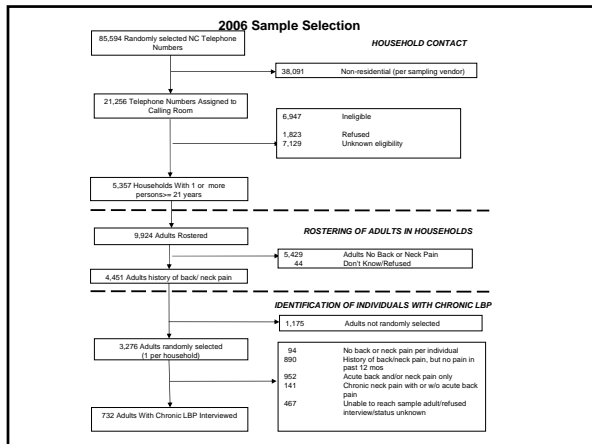 2006 Sample Selection
85,594 Randomly selected NC Telephone
Numbers
HOUSEHOLD CONTACT
38,091 Non-residential (per sampling vendor)
21,256 Telephone Numbers Assigned to
Calling Room
6,947 Ineligible
1,823 Refused
7,129 Unknown eligibility
5,357 Households With 1 or more
persons>= 21 years
ROSTERING OF ADULTS IN HOUSEHOLDS
9,924 Adults Rostered
5,429 Adults No Back or Neck Pain
44 Don't Know/Refused
4,451 Adults history of back/ neck pain
IDENTIFICATION OF INDIVIDUALS WITH CHRONIC LBP
1,175 Adults not randomly selected
3,276 Adults randomly selected
(1 per household)
94 No back or neck pain per individual
890 History of back/neck pain, but no pain in
past 12 mos
952 Acute back and/or neck pain only
141 Chronic neck pain with or w/o acute back
pain
467 Unable to reach sample adult/refused
interview/status unknown
732 Adults With Chronic LBP Interviewed